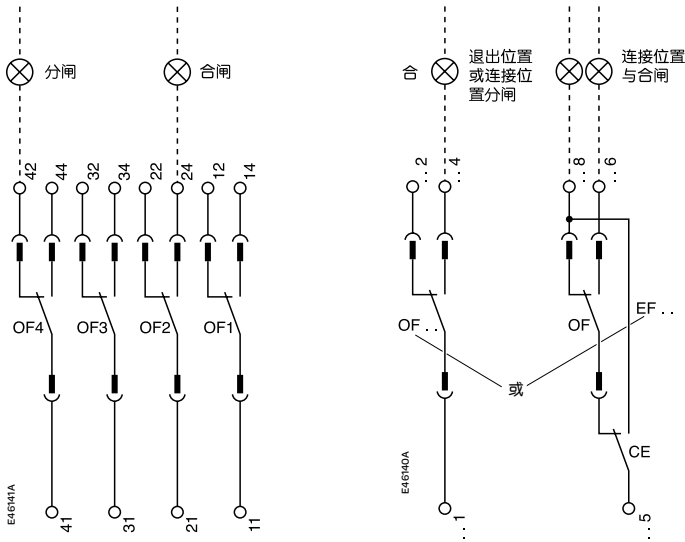 分闸
合闸
合
退出位置
或连接位
置分闸
连接位置
与合闸
42
44
32
34
22
24
12
14
..2
..4
..8
..6
OF4
OF3
OF2
OF1
OF..
OF
EF..
或
CE
E46141A
E46140A
41
31
21
11
..1
..5